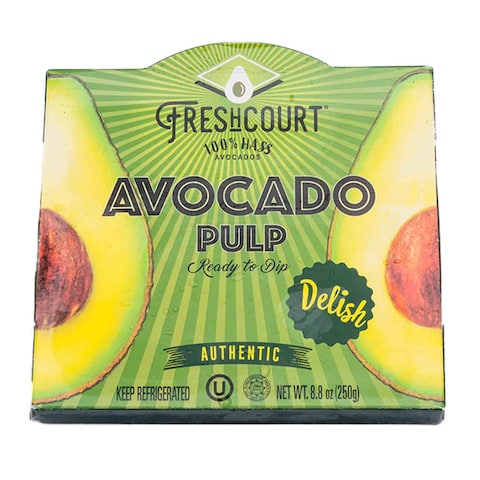 FRESHCOURT®
100% HASS
AVOCADOS
AVOCADO
PULP
Ready to Dip
Delish
AUTHENTIC
KEEP REFRIGERATED U NET WT. 8.8 oz (250g)